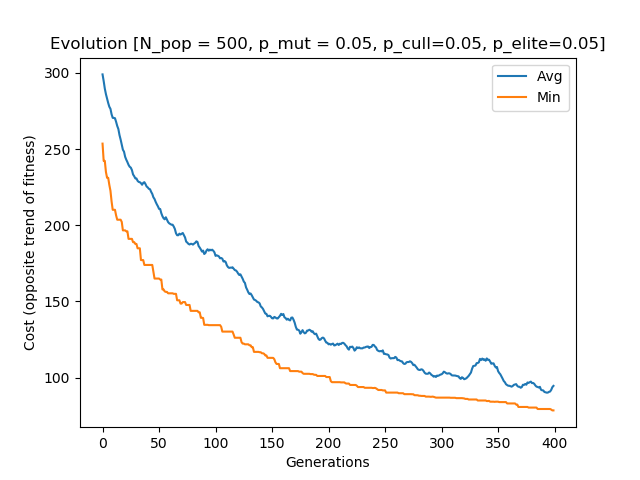 Evolution [N_pop = 500, p_mut = 0.05, p_cull=0.05, p_elite=0.05]
Avg
Min
300
250
200
150
100
Cost (opposite trend of fitness)
0 50 100 150 200 250 300 350 400
Generations